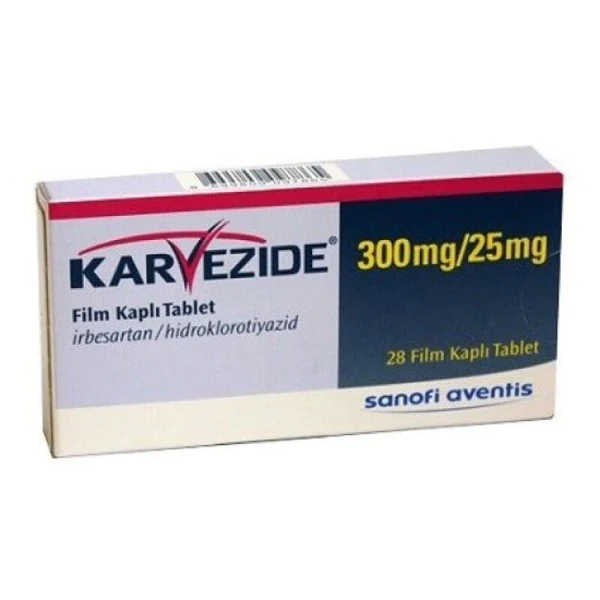 KARVEZIDE®
Film Kaplı Tablet
irbesartan / hidroklorotiyazid
300mg/25mg
28 Film Kaplı Tablet
sanofi aventis